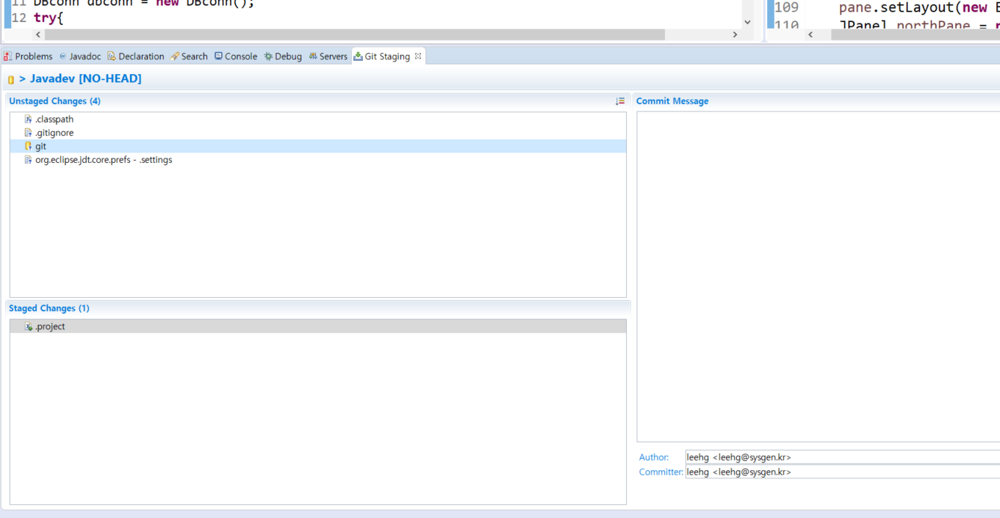 11 DBconn dbconn = new DBconn();
12 try{
109 pane.setLayout(new
110 JPanel northPane =
Problems @ Javadoc Declaration Search Console Debug Servers Git Staging
> Javadev [NO-HEAD]
Unstaged Changes (4)
.classpath
.gitignore
git
org.eclipse.jdt.core.prefs - .settings
Staged Changes (1)
.project
Commit Message
Author: leehg <leehg@sysgen.kr>
Committer: leehg <leehg@sysgen.kr>